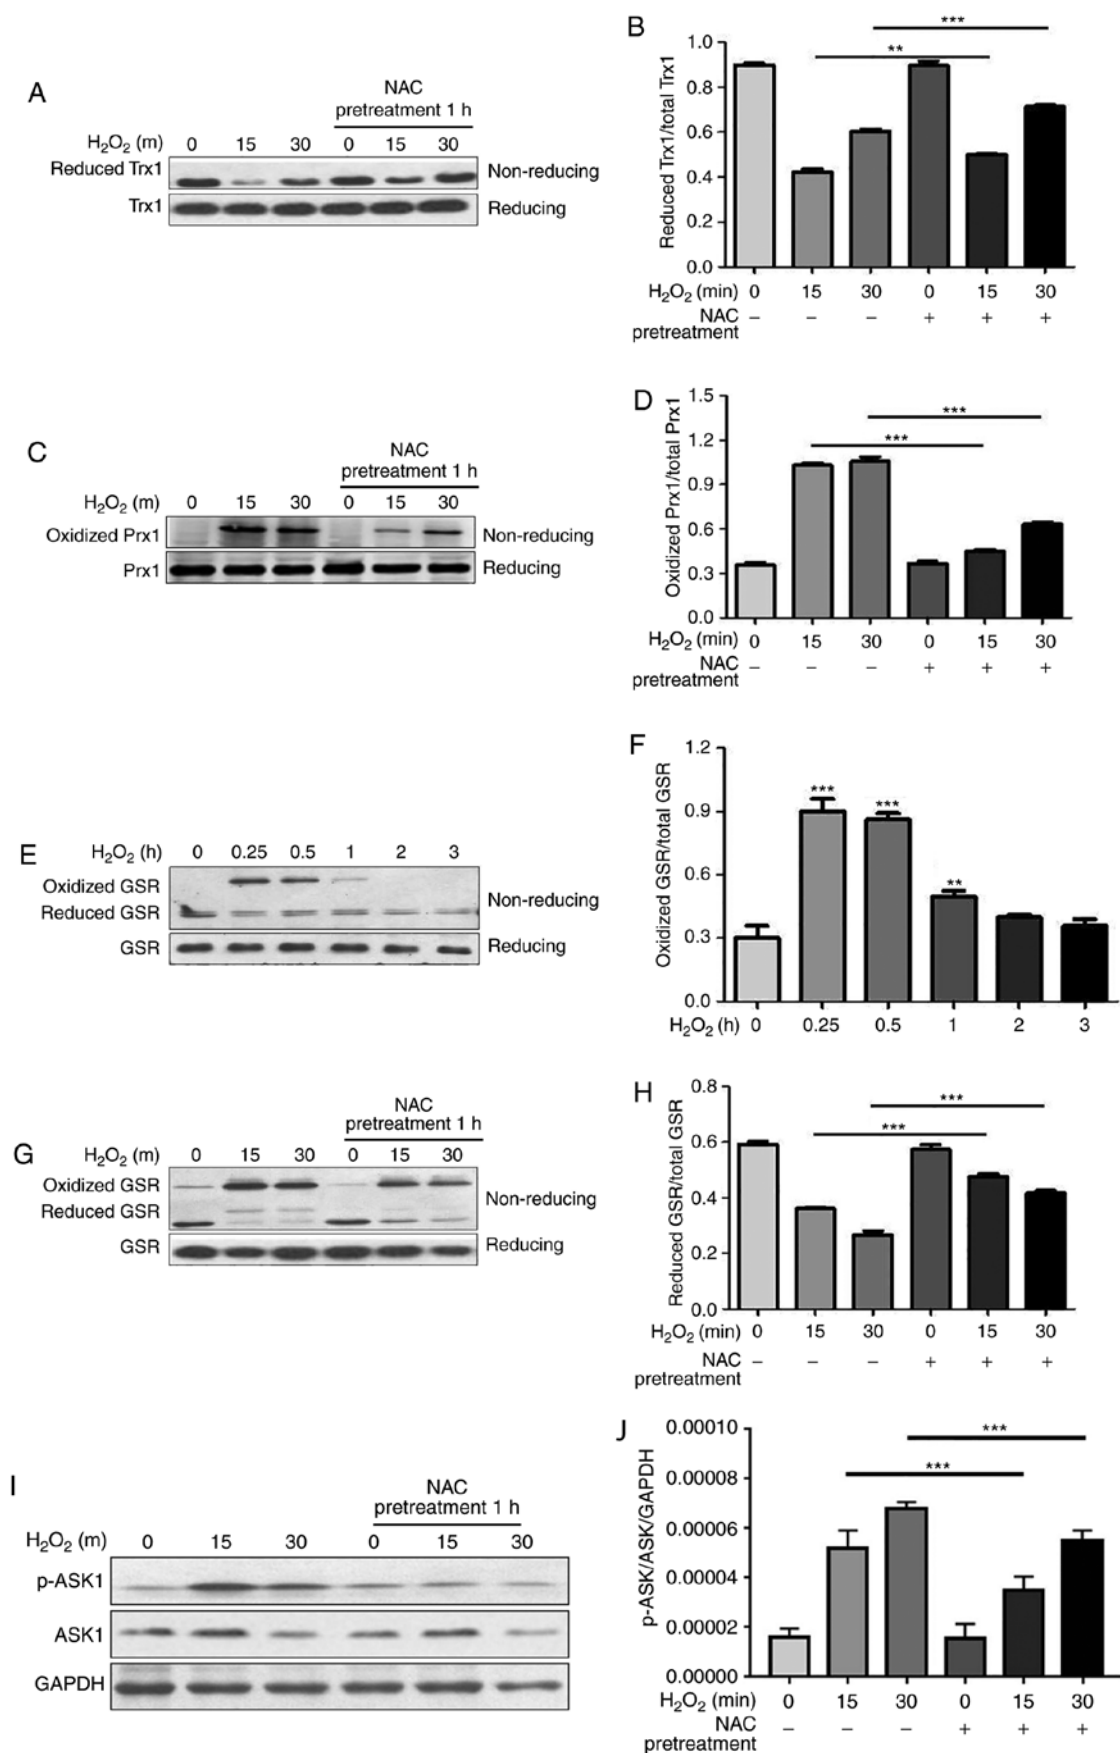 A
NAC
pretreatment 1 h
H₂O₂ (m) 0 15 30 0 15 30
Reduced Trx1 Non-reducing
Trx1 Reducing
B
Reduced Trx1/total Trx1
1.0
0.8
0.6
0.4
0.2
0.0
***
**
H₂O₂ (min) 0 15 30 0 15 30
NAC – – – + + +
pretreatment
C
NAC
pretreatment 1 h
H₂O₂ (m) 0 15 30 0 15 30
Oxidized Prx1 Non-reducing
Prx1 Reducing
D
Oxidized Prx1/total Prx1
1.5
1.2
0.9
0.6
0.3
0.0
***
***
H₂O₂ (min) 0 15 30 0 15 30
NAC – – – + + +
pretreatment
E
H₂O₂ (h) 0 0.25 0.5 1 2 3
Oxidized GSR
Reduced GSR Non-reducing
GSR Reducing
F
Oxidized GSR/total GSR
1.2
0.9
0.6
0.3
0.0
*** *** **
H₂O₂ (h) 0 0.25 0.5 1 2 3
G
NAC
pretreatment 1 h
H₂O₂ (m) 0 15 30 0 15 30
Oxidized GSR
Non-reducing
Reduced GSR
GSR Reducing
H
Reduced GSR/total GSR
0.8
0.6
0.4
0.2
0.0
***
***
H₂O₂ (min) 0 15 30 0 15 30
NAC – – – + + +
pretreatment
I
NAC
pretreatment 1 h
H₂O₂ (m) 0 15 30 0 15 30
p-ASK1
ASK1
GAPDH
J
p-ASK/ASK/GAPDH
0.00010
0.00008
0.00006
0.00004
0.00002
0.00000
***
***
H₂O₂ (min) 0 15 30 0 15 30
NAC – – – + + +
pretreatment